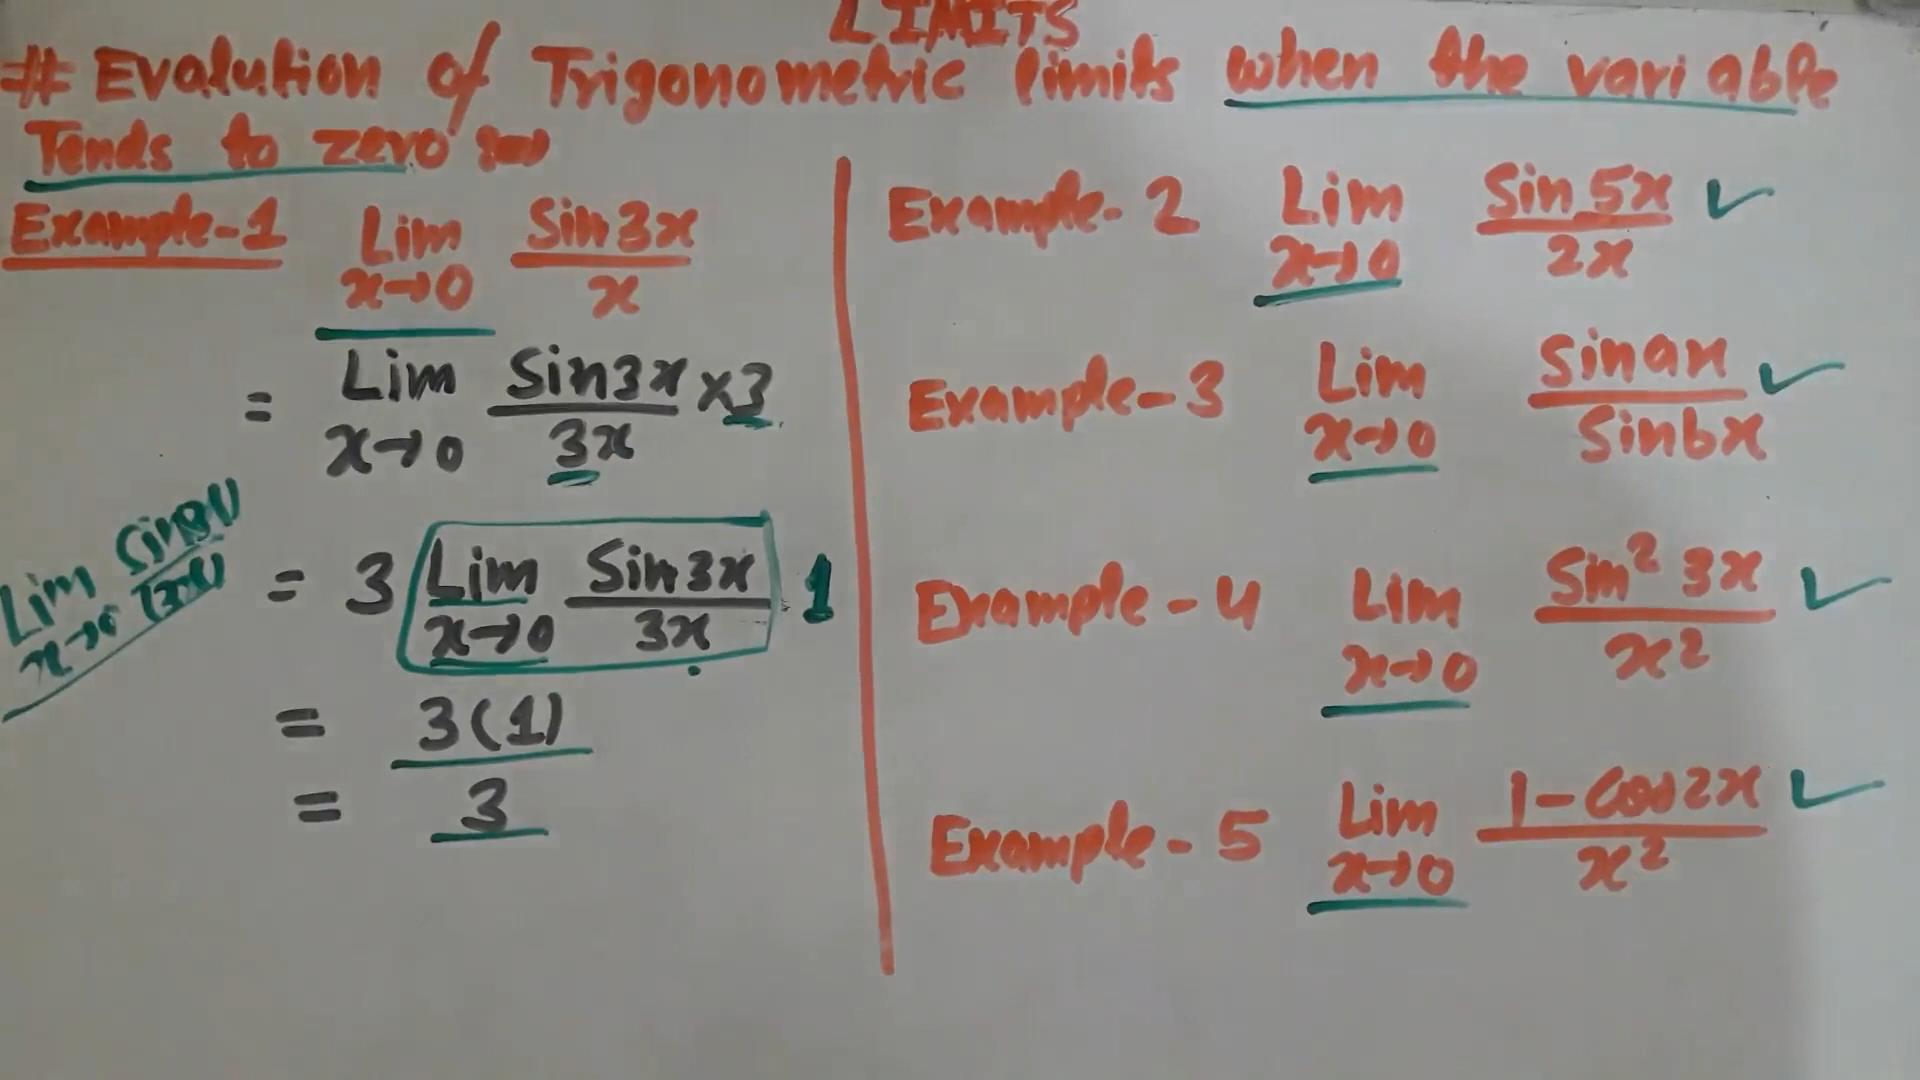 LIMITS
# Evalution of Trigonometric limits when the variable
Tends to zero :→
Example-1 Lim x→0 Sin3x/x
= Lim x→0 Sin3x/3x ×3
= 3 Lim x→0 Sin3x/3x 1
= 3(1)
= 3
Lim x→0
Example-2 Lim x→0 Sin5x/2x ✓
Example-3 Lim x→0 Sinax/Sinbx ✓
Example-4 Lim x→0 Sin² 3x/x² ✓
Example-5 Lim x→0 1-Cos2x/x² ✓